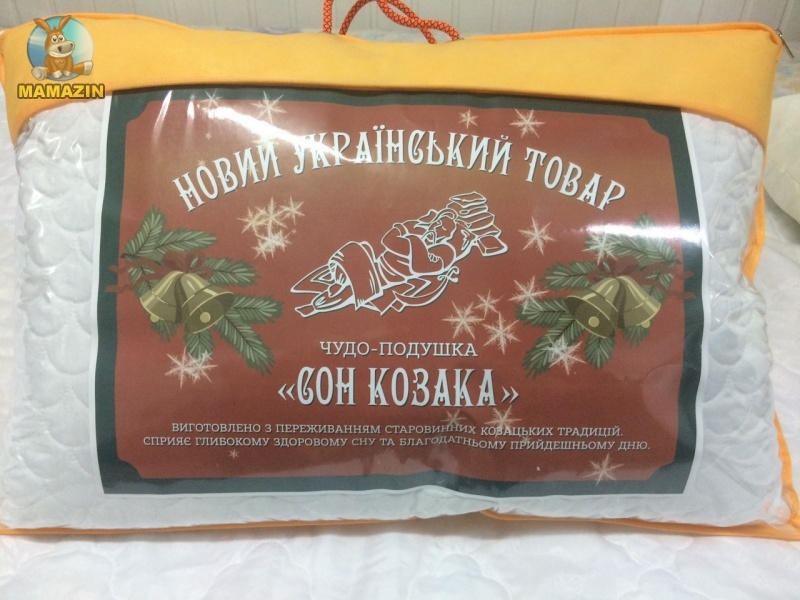 MAMAZIN
НОВИЙ УКРАЇНСЬКИЙ ТОВАР
ЧУДО-ПОДУШКА
«СОН КОЗАКА»
ВИГОТОВЛЕНО З ПЕРЕЖИВАННЯМ СТАРОВИННИХ КОЗАЦЬКИХ ТРАДИЦІЙ.
СПРИЯЄ ГЛИБОКОМУ ЗДОРОВОМУ СНУ ТА БЛАГОДАТНЬОМУ ПРИЙДЕШНЬОМУ ДНЮ.